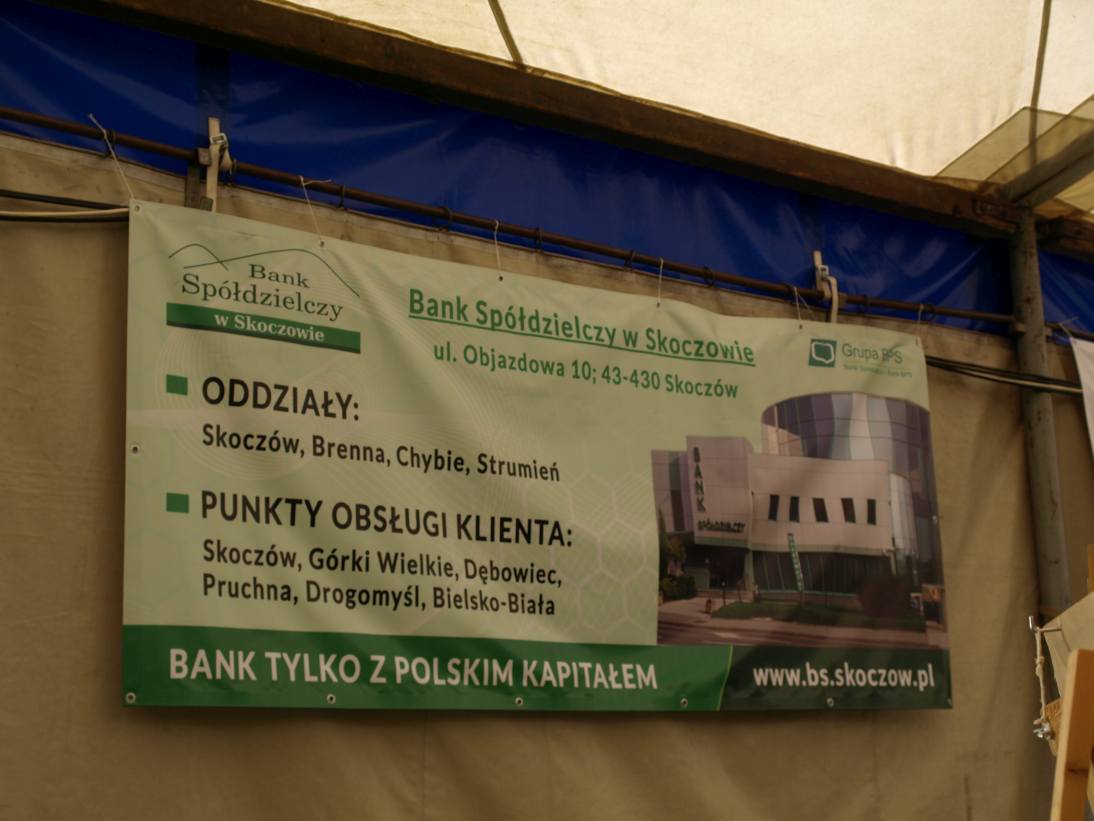 Bank
Spółdzielczy
w Skoczowie
Bank Spółdzielczy w Skoczowie
ul. Objazdowa 10; 43-430 Skoczów
Grupa BPS
ODDZIAŁY:
Skoczów, Brenna, Chybie, Strumień
PUNKTY OBSŁUGI KLIENTA:
Skoczów, Górki Wielkie, Dębowiec,
Pruchna, Drogomyśl, Bielsko-Biała
BANK
SPÓŁDZIELCZY
BANK TYLKO Z POLSKIM KAPITAŁEM
www.bs.skoczow.pl